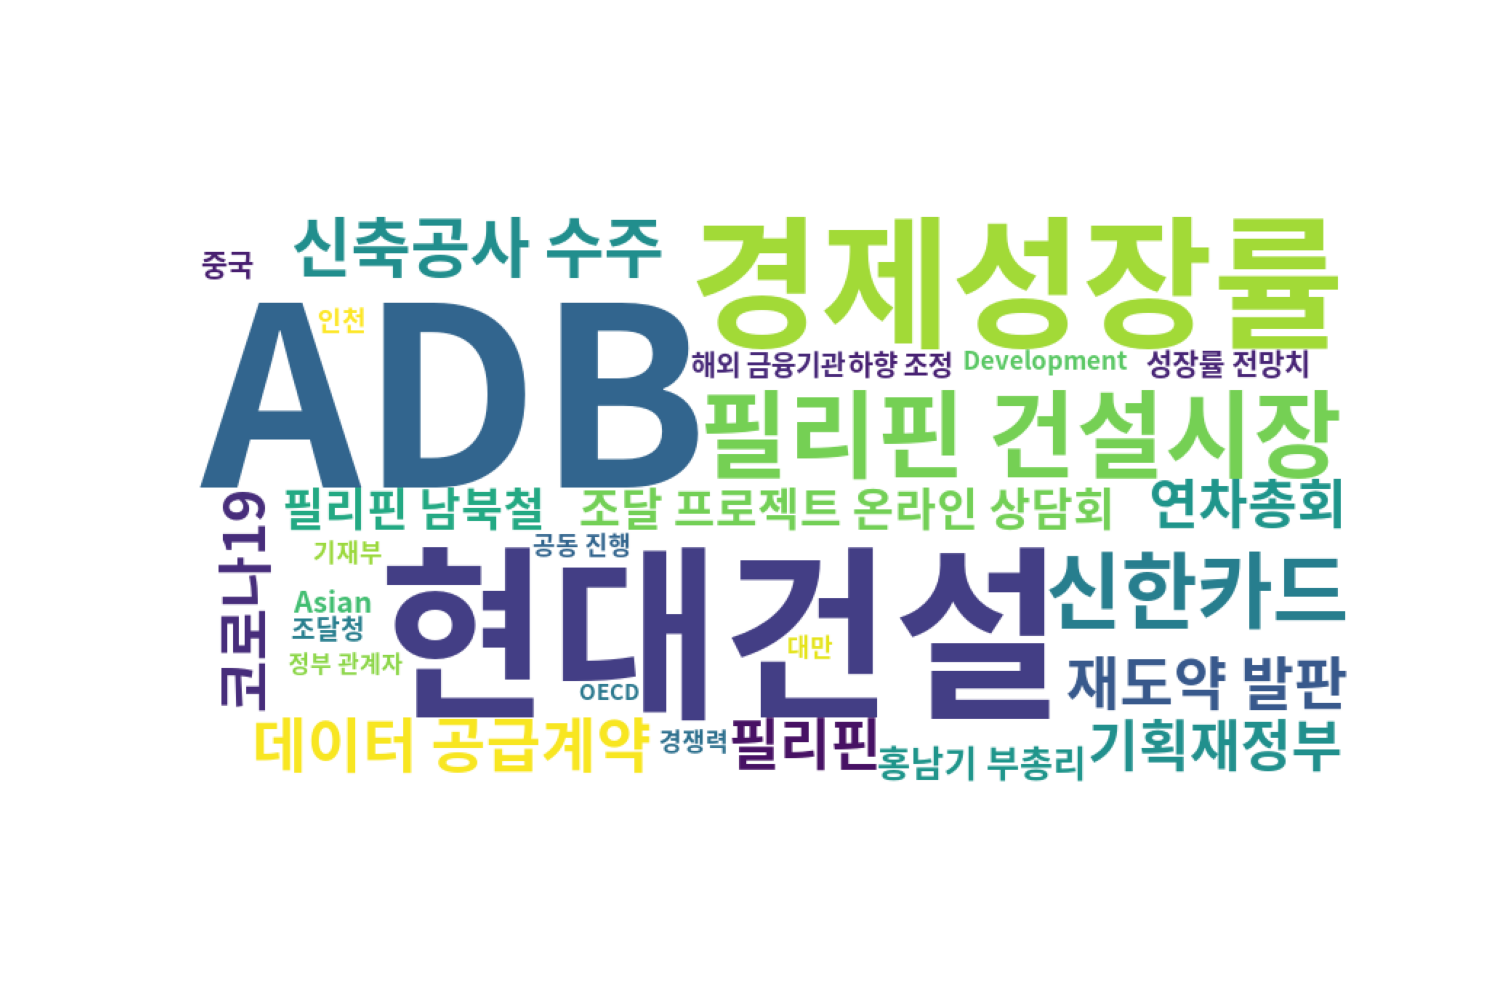 신축공사 수주
경제성장률
중국
ADB
인천
해외 금융기관
하향 조정
Development
성장률 전망치
필리핀 건설시장
코로나19
필리핀 남북철
조달 프로젝트 온라인 상담회
연차총회
기재부
공동 진행
현대건설
신한카드
Asian
조달청
대만
정부 관계자
OECD
재도약 발판
데이터 공급계약
경쟁력
필리핀
홍남기 부총리
기획재정부